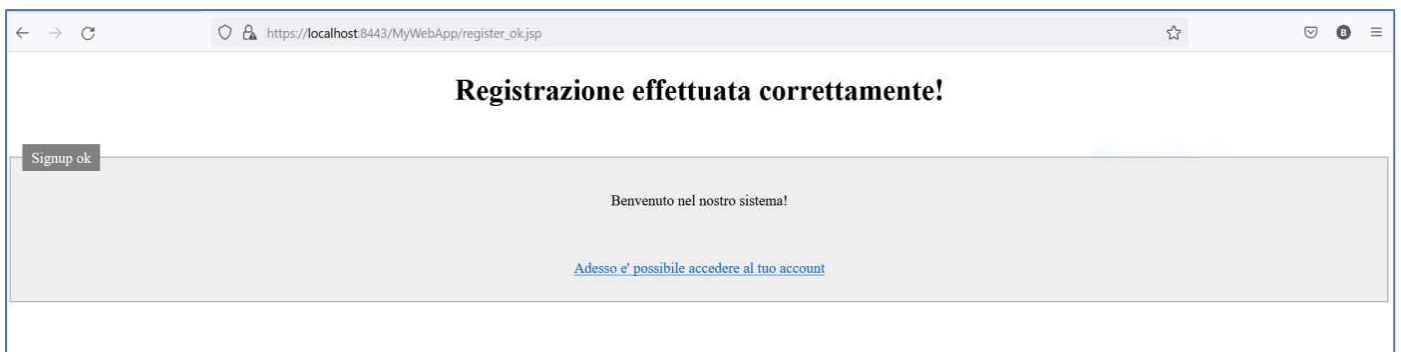 https://localhost:8443/MyWebApp/register_ok.jsp
B
Registrazione effettuata correttamente!
Signup ok
Benvenuto nel nostro sistema!
Adesso e' possibile accedere al tuo account